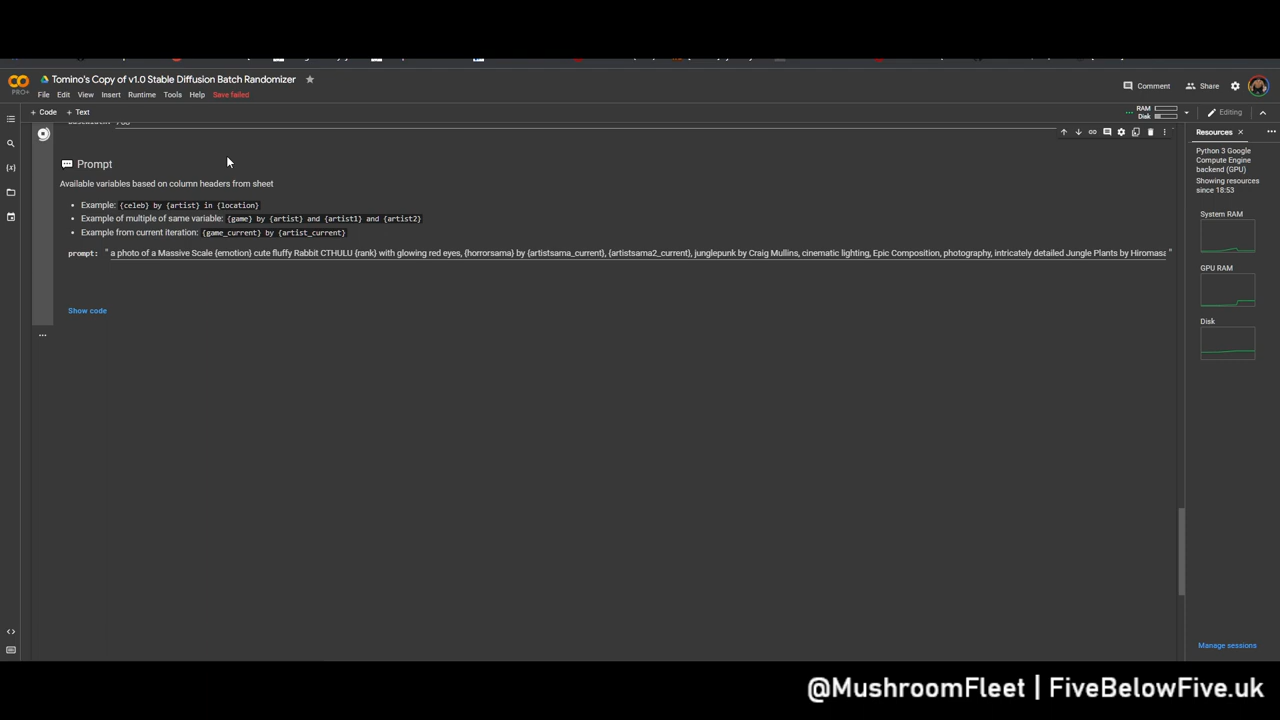 Tomino's Copy of v1.0 Stable Diffusion Batch Randomizer
Comment
Share
PRO+
File Edit View Insert Runtime Tools Help Save failed
+ Code + Text
RAM
Disk
Editing
Resources
Prompt
Available variables based on column headers from sheet
Example: {celeb} by {artist} in {location}
Example of multiple of same variable: {game} by {artist} and {artist1} and {artist2}
Example from current iteration: {game_current} by {artist_current}
prompt: " a photo of a Massive Scale {emotion} cute fluffy Rabbit CTHULU {rank} with glowing red eyes, {horrorsama} by {artistsama_current}, {artistsama2_current}, junglepunk by Craig Mullins, cinematic lighting, Epic Composition, photography, intricately detailed Jungle Plants by Hiromasa "
Show code
Python 3 Google
Compute Engine
backend (GPU)
Showing resources
since 18:53
System RAM
GPU RAM
Disk
Manage sessions
@MushroomFleet | FiveBelowFive.uk